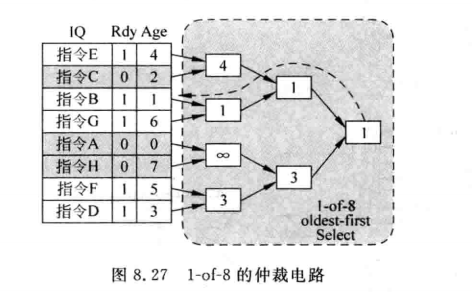 IQ Rdy Age
指令E 1 4
指令C 0 2
指令B 1 1
指令G 1 6
指令A 0 0
指令H 0 7
指令F 1 5
指令D 1 3
4
1
∞
3
1
3
1
1-of-8
oldest-first
Select
图 8.27 1-of-8 的仲裁电路